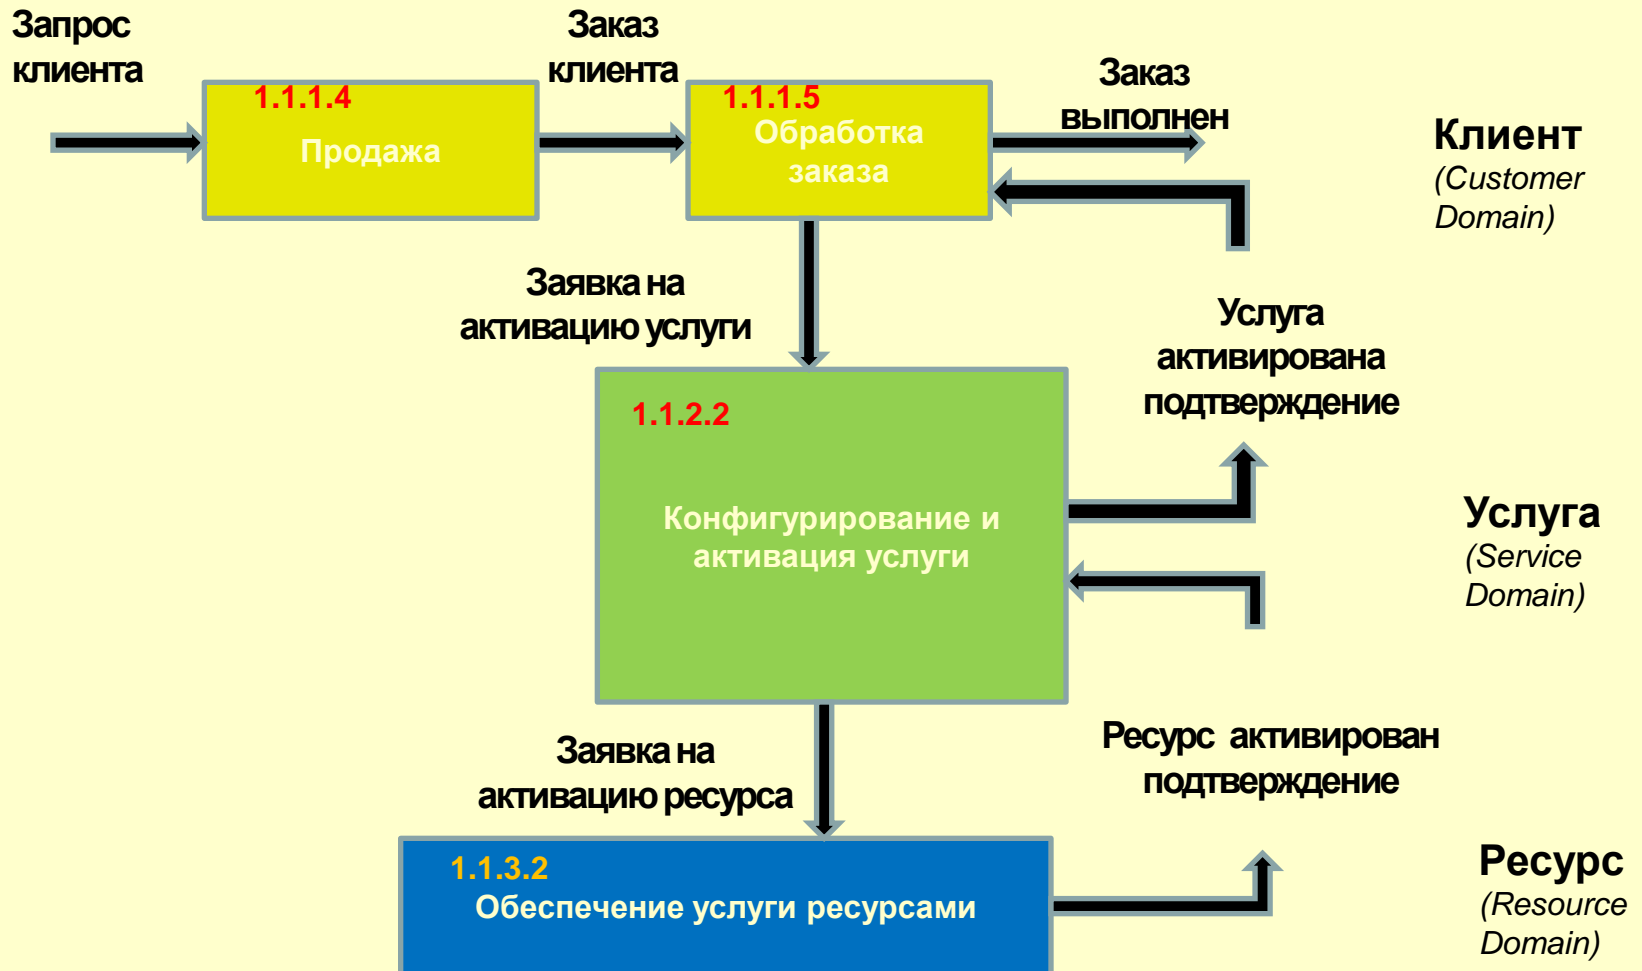 Запрос
клиента
Заказ
клиента
Заказ
выполнен
1.1.1.4
Продажа
1.1.1.5
Обработка
заказа
Клиент
(Customer
Domain)
Заявка на
активацию услуги
Услуга
активирована
подтверждение
1.1.2.2
Конфигурирование и
активация услуги
Услуга
(Service
Domain)
Заявка на
активацию ресурса
Ресурс активирован
подтверждение
1.1.3.2
Обеспечение услуги ресурсами
Ресурс
(Resource
Domain)